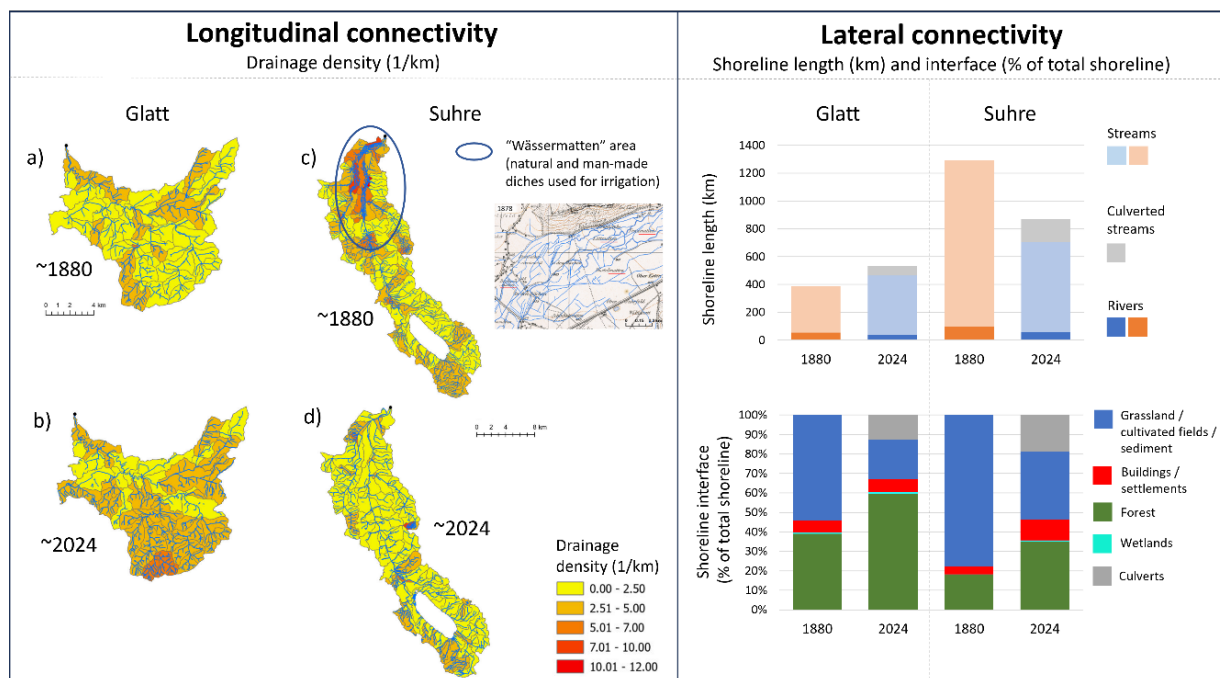 Longitudinal connectivity
Drainage density (1/km)
Glatt
Suhre
a)
~1880
0 1 2 4 km
c)
~1880
"Wässermatten" area
(natural and man-made
diches used for irrigation)
1878
b)
~2024
d)
0 2 4 8 km
~2024
Drainage
density (1/km)
0.00 - 2.50
2.51 - 5.00
5.01 - 7.00
7.01 - 10.00
10.01 - 12.00
Lateral connectivity
Shoreline length (km) and interface (% of total shoreline)
Glatt
Suhre
Shoreline length (km)
1400
1200
1000
800
600
400
200
0
1880
2024
1880
2024
Streams
Culverted
streams
Rivers
Shoreline interface
(% of total shoreline)
100%
90%
80%
70%
60%
50%
40%
30%
20%
10%
0%
1880
2024
1880
2024
Grassland /
cultivated fields /
sediment
Buildings /
settlements
Forest
Wetlands
Culverts